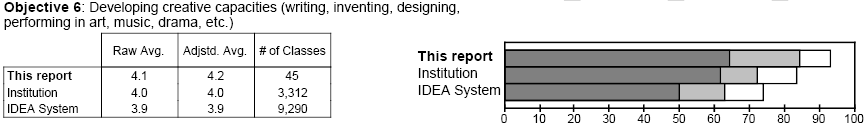 Objective 6: Developing creative capacities (writing, inventing, designing,
performing in art, music, drama, etc.)
Raw Avg. Adjstd. Avg. # of Classes
This report 4.1 4.2 45
Institution 4.0 4.0 3,312
IDEA System 3.9 3.9 9,290
This report
Institution
IDEA System
0 10 20 30 40 50 60 70 80 90 100